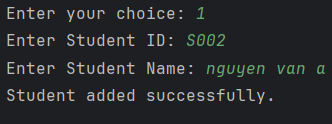 Enter your choice: 1
Enter Student ID: S002
Enter Student Name: nguyen van a
Student added successfully.